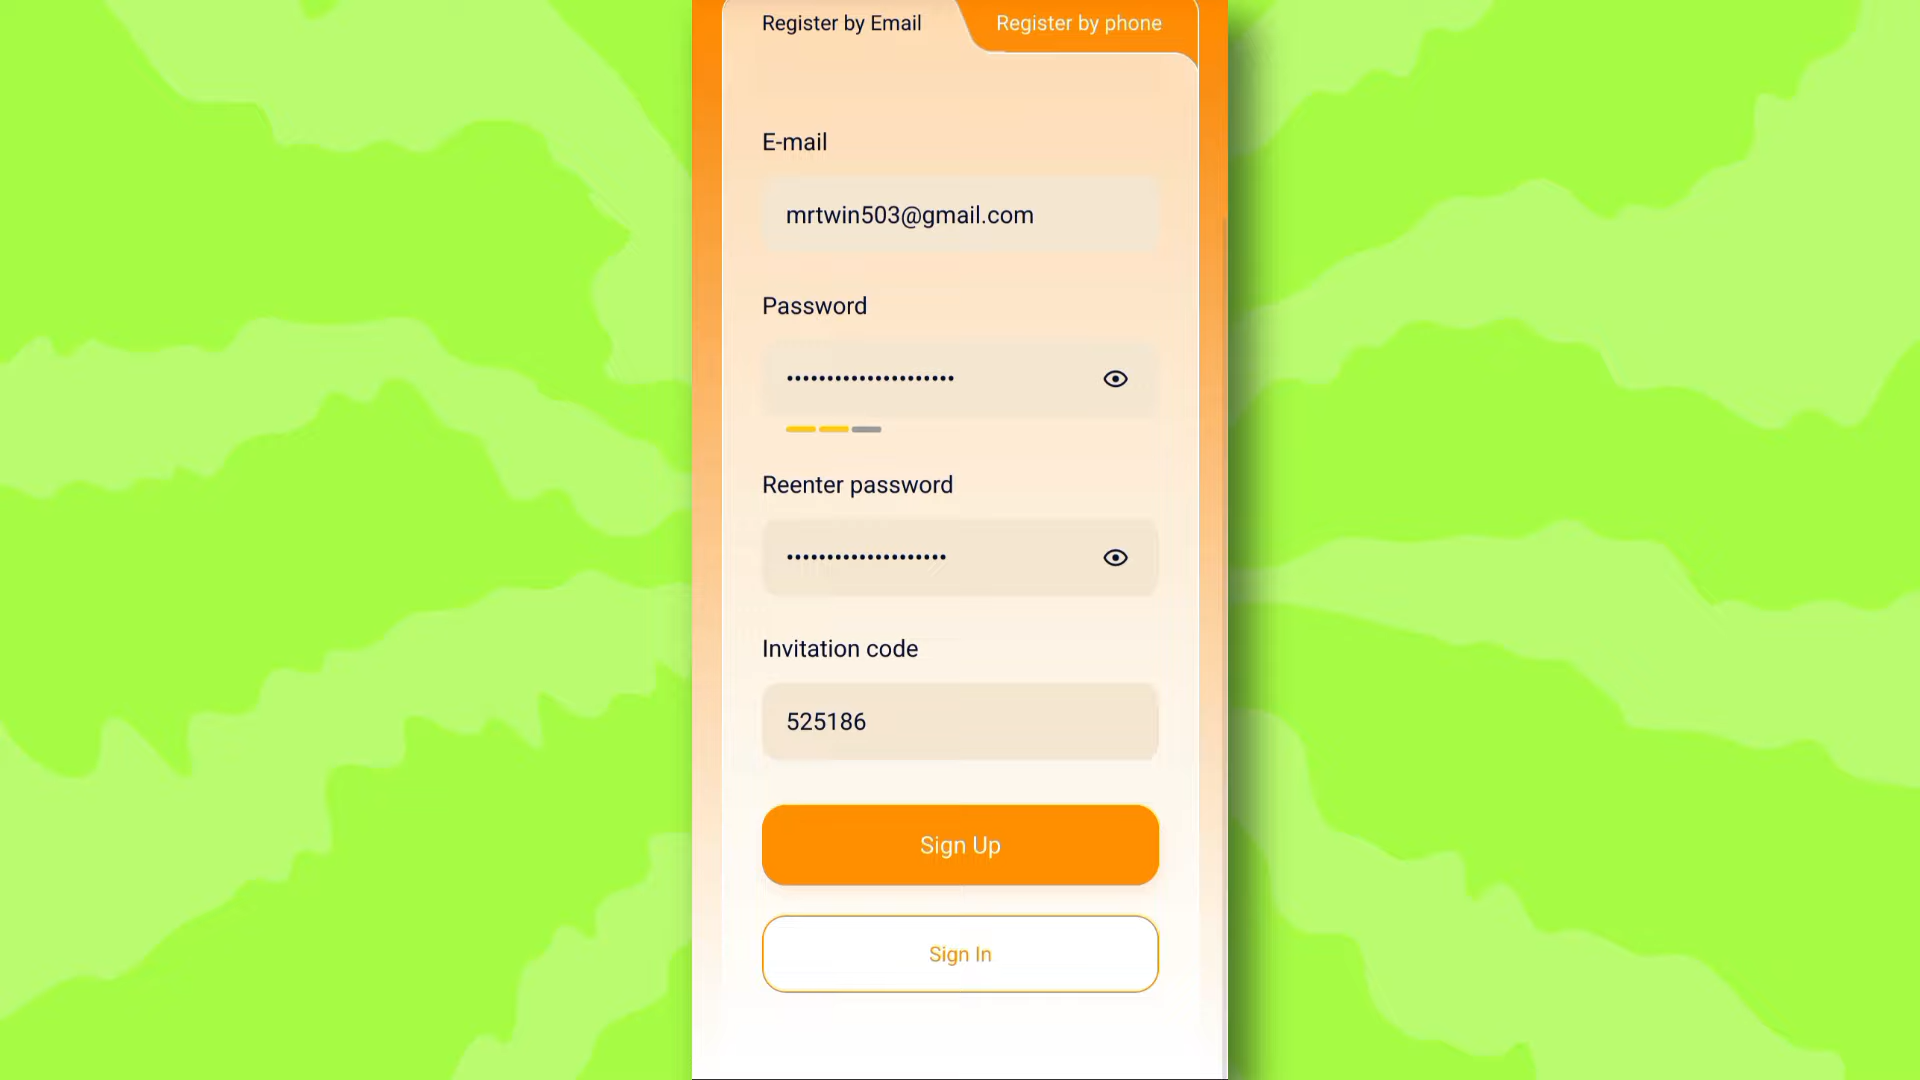 Register by Email
Register by phone
E-mail
mrtwin503@gmail.com
Password
•••••••••••••••••••••
Reenter password
••••••••••••••••••••
Invitation code
525186
Sign Up
Sign In